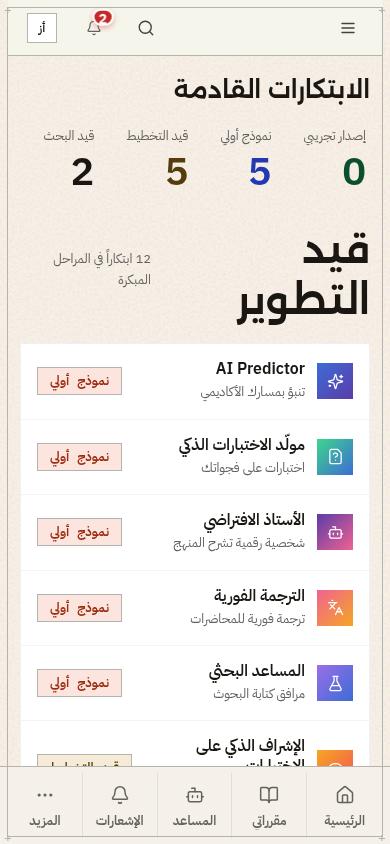 2
أز
الابتكارات القادمة
إصدار تجريبي
نموذج أولي
قيد التخطيط
قيد البحث
0
5
5
2
قيد
التطوير
12 ابتكاراً في المراحل
المبكرة
AI Predictor
تنبؤ بمسارك الأكاديمي
نموذج أولي
مولّد الاختبارات الذكي
اختبارات على فجواتك
نموذج أولي
الأستاذ الافتراضي
شخصية رقمية تشرح المنهج
نموذج أولي
الترجمة الفورية
ترجمة فورية للمحاضرات
نموذج أولي
المساعد البحثي
مرافق كتابة البحوث
نموذج أولي
الإشراف الذكي على
الرئيسية
مقرراتي
المساعد
الإشعارات
المزيد